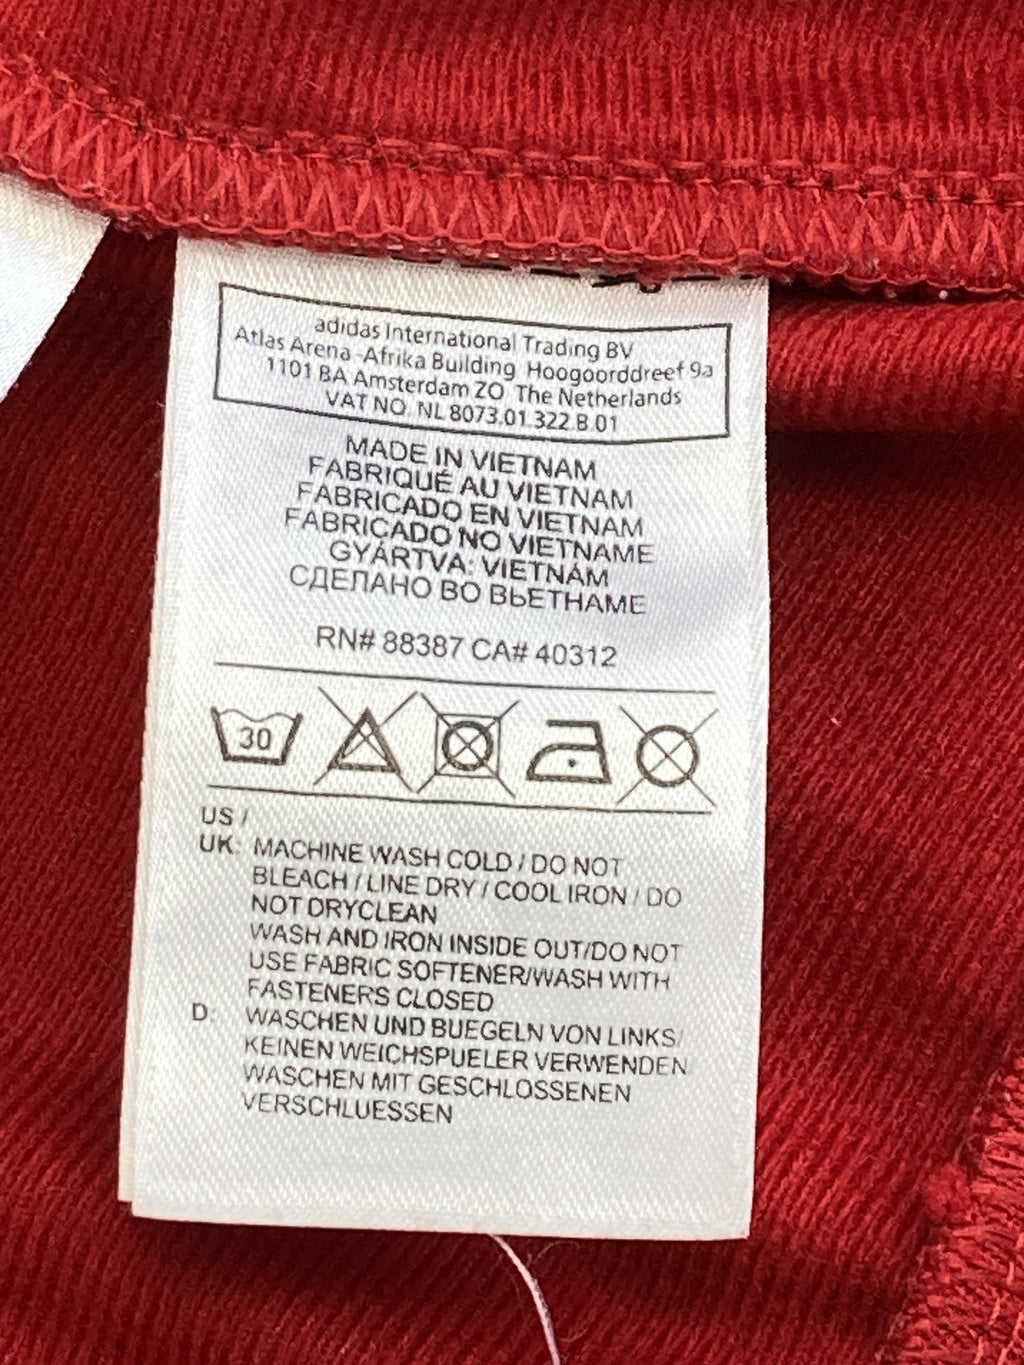 adidas International Trading BV
Atlas Arena-Afrika Building Hoogoorddreef 9a
1101 BA Amsterdam ZO The Netherlands
VAT NO. NL 8073.01.322.B.01
MADE IN VIETNAM
FABRIQUÉ AU VIETNAM
FABRICADO EN VIETNAM
FABRICADO NO VIETNAME
GYÁRTVA: VIETNÁM
СДЕЛАНО ВО ВЬЕТНАМЕ
RN# 88387 CA# 40312
30
US /
UK: MACHINE WASH COLD / DO NOT
BLEACH / LINE DRY / COOL IRON / DO
NOT DRYCLEAN
WASH AND IRON INSIDE OUT/DO NOT
USE FABRIC SOFTENER/WASH WITH
FASTENERS CLOSED
D: WASCHEN UND BUEGELN VON LINKS/
KEINEN WEICHSPUELER VERWENDEN
WASCHEN MIT GESCHLOSSENEN
VERSCHLUESSEN